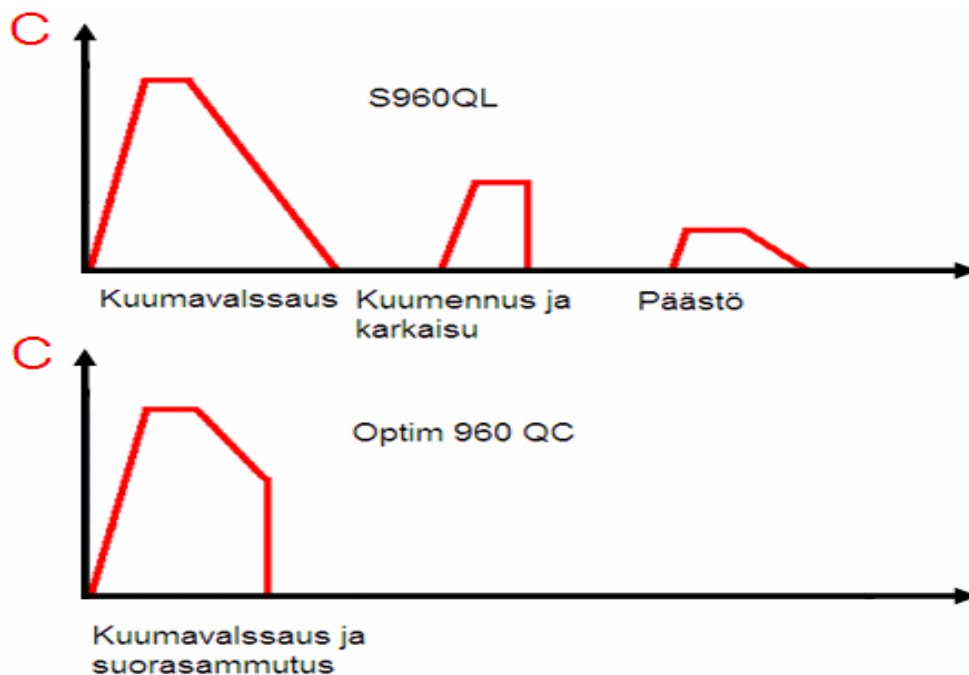 C
S960QL
Kuumavalssaus
Kuumennus ja
karkaisu
Päästö
C
Optim 960 QC
Kuumavalssaus ja
suorasammutus